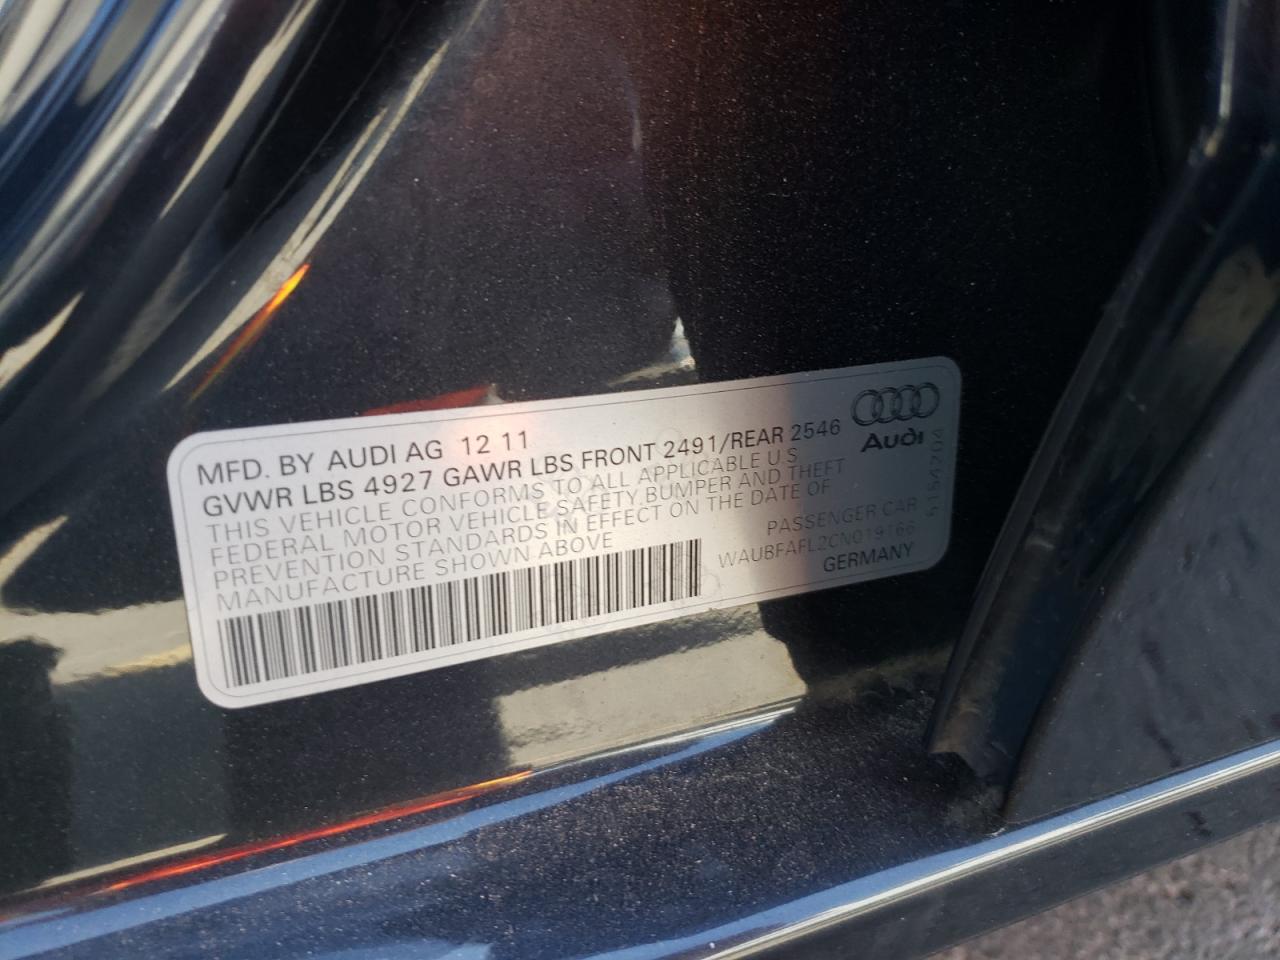 MFD. BY AUDI AG 12 11
GVWR LBS 4927 GAWR LBS FRONT 2491/REAR 2546
THIS VEHICLE CONFORMS TO ALL APPLICABLE U.S
FEDERAL MOTOR VEHICLE SAFETY, BUMPER AND THEFT
PREVENTION STANDARDS IN EFFECT ON THE DATE OF
MANUFACTURE SHOWN ABOVE
Audi
PASSENGER CAR
WAUBFAFL2CN019166
GERMANY